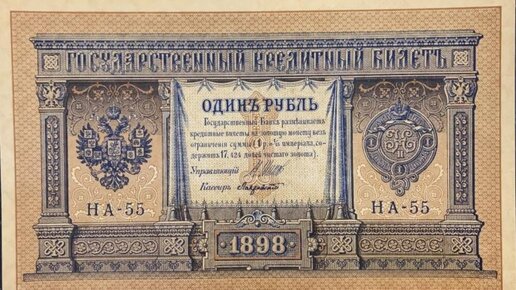 ГОСУДАРСТВЕННЫЙ КРЕДИТНЫЙ БИЛЕТЪ
ОДИНЪ РУБЛЬ
Государственный Банкъ размѣниваетъ
кредитные билеты на золотую монету безъ
ограниченія суммы (1 р.= 1/15 имперіала, со-
держитъ 17,424 долей чистаго золота).
Управляющій
Кассиръ
НА-55
НА-55
1898